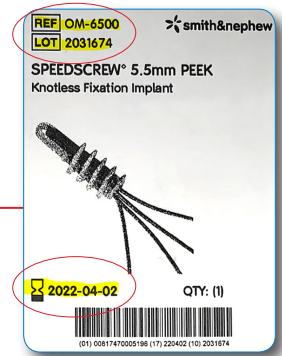 REF OM-6500
LOT 2031674
smith&nephew
SPEEDSCREW° 5.5mm PEEK
Knotless Fixation Implant
2022-04-02
QTY: (1)
(01) 00817470005196 (17) 220402 (10) 2031674